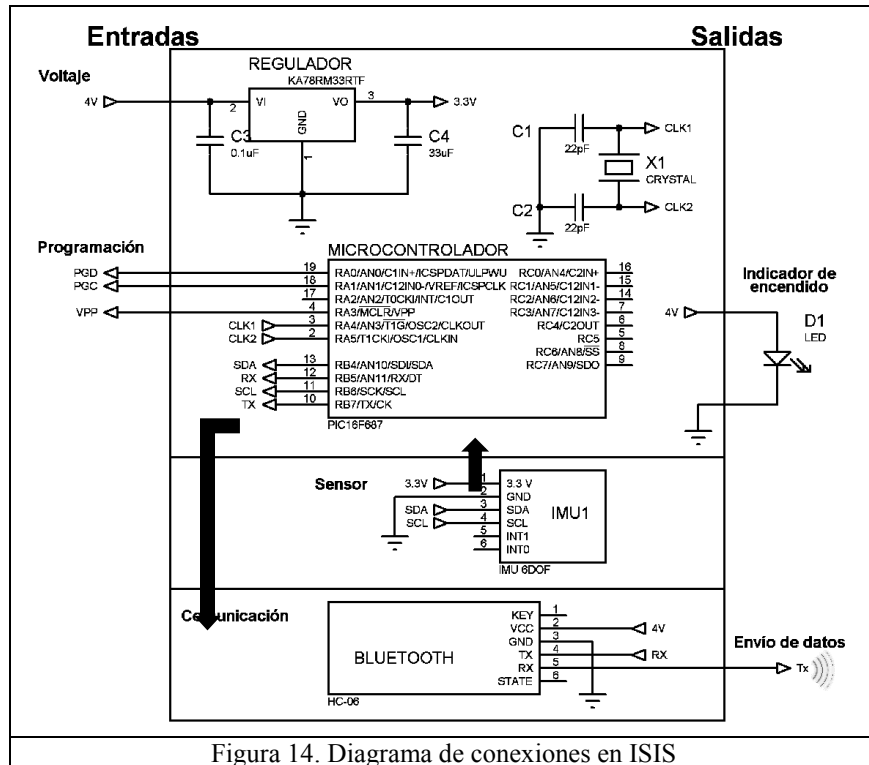 Entradas
Salidas
Voltaje
REGULADOR
KA78RM33RTF
4V
2
VI
VO
3
3.3V
GND
1
C3
0.1uF
C4
33uF
C1
22pF
CLK1
X1
CRYSTAL
C2
22pF
CLK2
Programación
MICROCONTROLADOR
PGD
19
RA0/AN0/C1IN+/ICSPDAT/ULPWU
RC0/AN4/C2IN+
16
PGC
18
RA1/AN1/C12IN0-/VREF/ICSPCLK
RC1/AN5/C12IN1-
15
17
RA2/AN2/T0CKI/INT/C1OUT
RC2/AN6/C12IN2-
14
VPP
4
RA3/MCLR/VPP
RC3/AN7/C12IN3-
7
CLK1
3
RA4/AN3/T1G/OSC2/CLKOUT
RC4/C2OUT
6
CLK2
2
RA5/T1CKI/OSC1/CLKIN
RC5
5
RC6/AN8/SS
8
SDA
13
RB4/AN10/SDI/SDA
RC7/AN9/SDO
9
RX
12
RB5/AN11/RX/DT
SCL
11
RB6/SCK/SCL
TX
10
RB7/TX/CK
PIC16F687
Indicador de
encendido
4V
D1
LED
Sensor
3.3V
1
3.3 V
2
GND
SDA
3
SDA
SCL
4
SCL
5
INT1
6
INT0
IMU1
IMU 6DOF
Comunicación
BLUETOOTH
KEY
1
VCC
2
4V
GND
3
TX
4
RX
RX
5
STATE
6
HC-06
Envío de datos
Tx
Figura 14. Diagrama de conexiones en ISIS